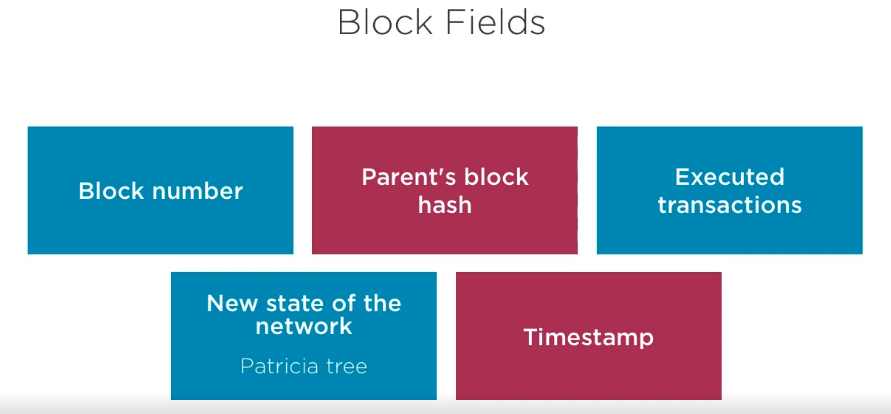 Block Fields
Block number
Parent's block
hash
Executed
transactions
New state of the
network
Patricia tree
Timestamp